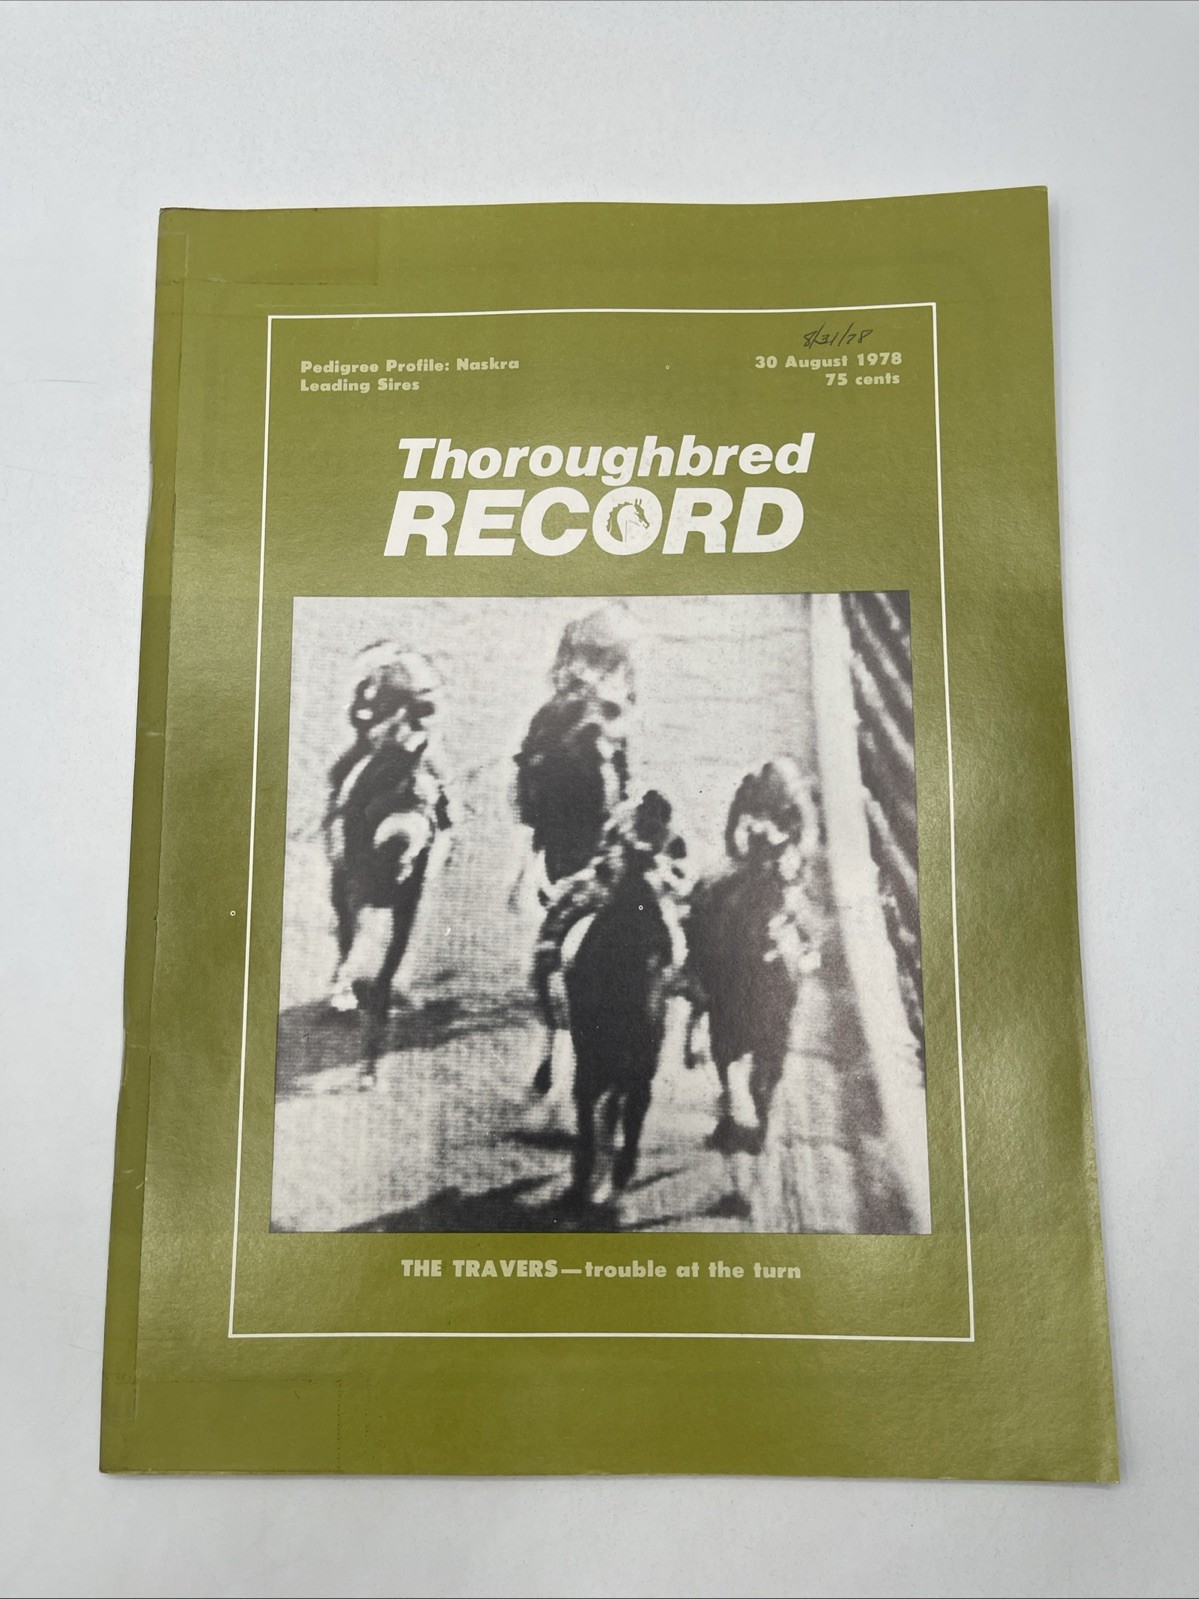 8/31/78
Pedigree Profile: Naskra
Leading Sires
30 August 1978
75 cents
Thoroughbred
RECORD
THE TRAVERS—trouble at the turn